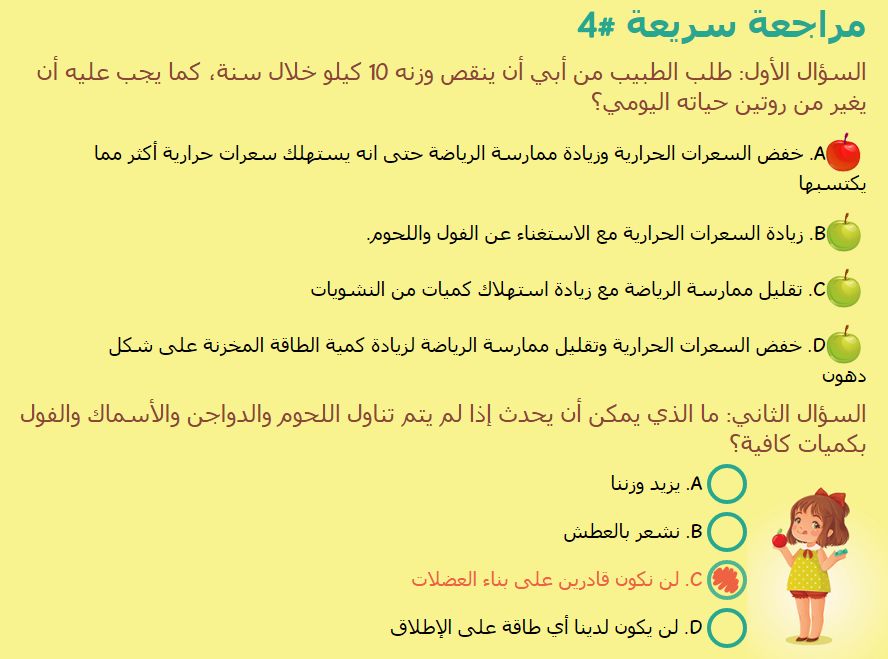 مراجعة سريعة #4
السؤال الأول: طلب الطبيب من أبي أن ينقص وزنه 10 كيلو خلال سنة، كما يجب عليه أن
يغير من روتين حياته اليومي؟
A. خفض السعرات الحرارية وزيادة ممارسة الرياضة حتى انه يستهلك سعرات حرارية أكثر مما
يكتسبها
B. زيادة السعرات الحرارية مع الاستغناء عن الفول واللحوم.
C. تقليل ممارسة الرياضة مع زيادة استهلاك كميات من النشويات
D. خفض السعرات الحرارية وتقليل ممارسة الرياضة لزيادة كمية الطاقة المخزنة على شكل
دهون
السؤال الثاني: ما الذي يمكن أن يحدث إذا لم يتم تناول اللحوم والدواجن والأسماك والفول
بكميات كافية؟
A. يزيد وزننا
B. نشعر بالعطش
C. لن نكون قادرين على بناء العضلات
D. لن يكون لدينا أي طاقة على الإطلاق